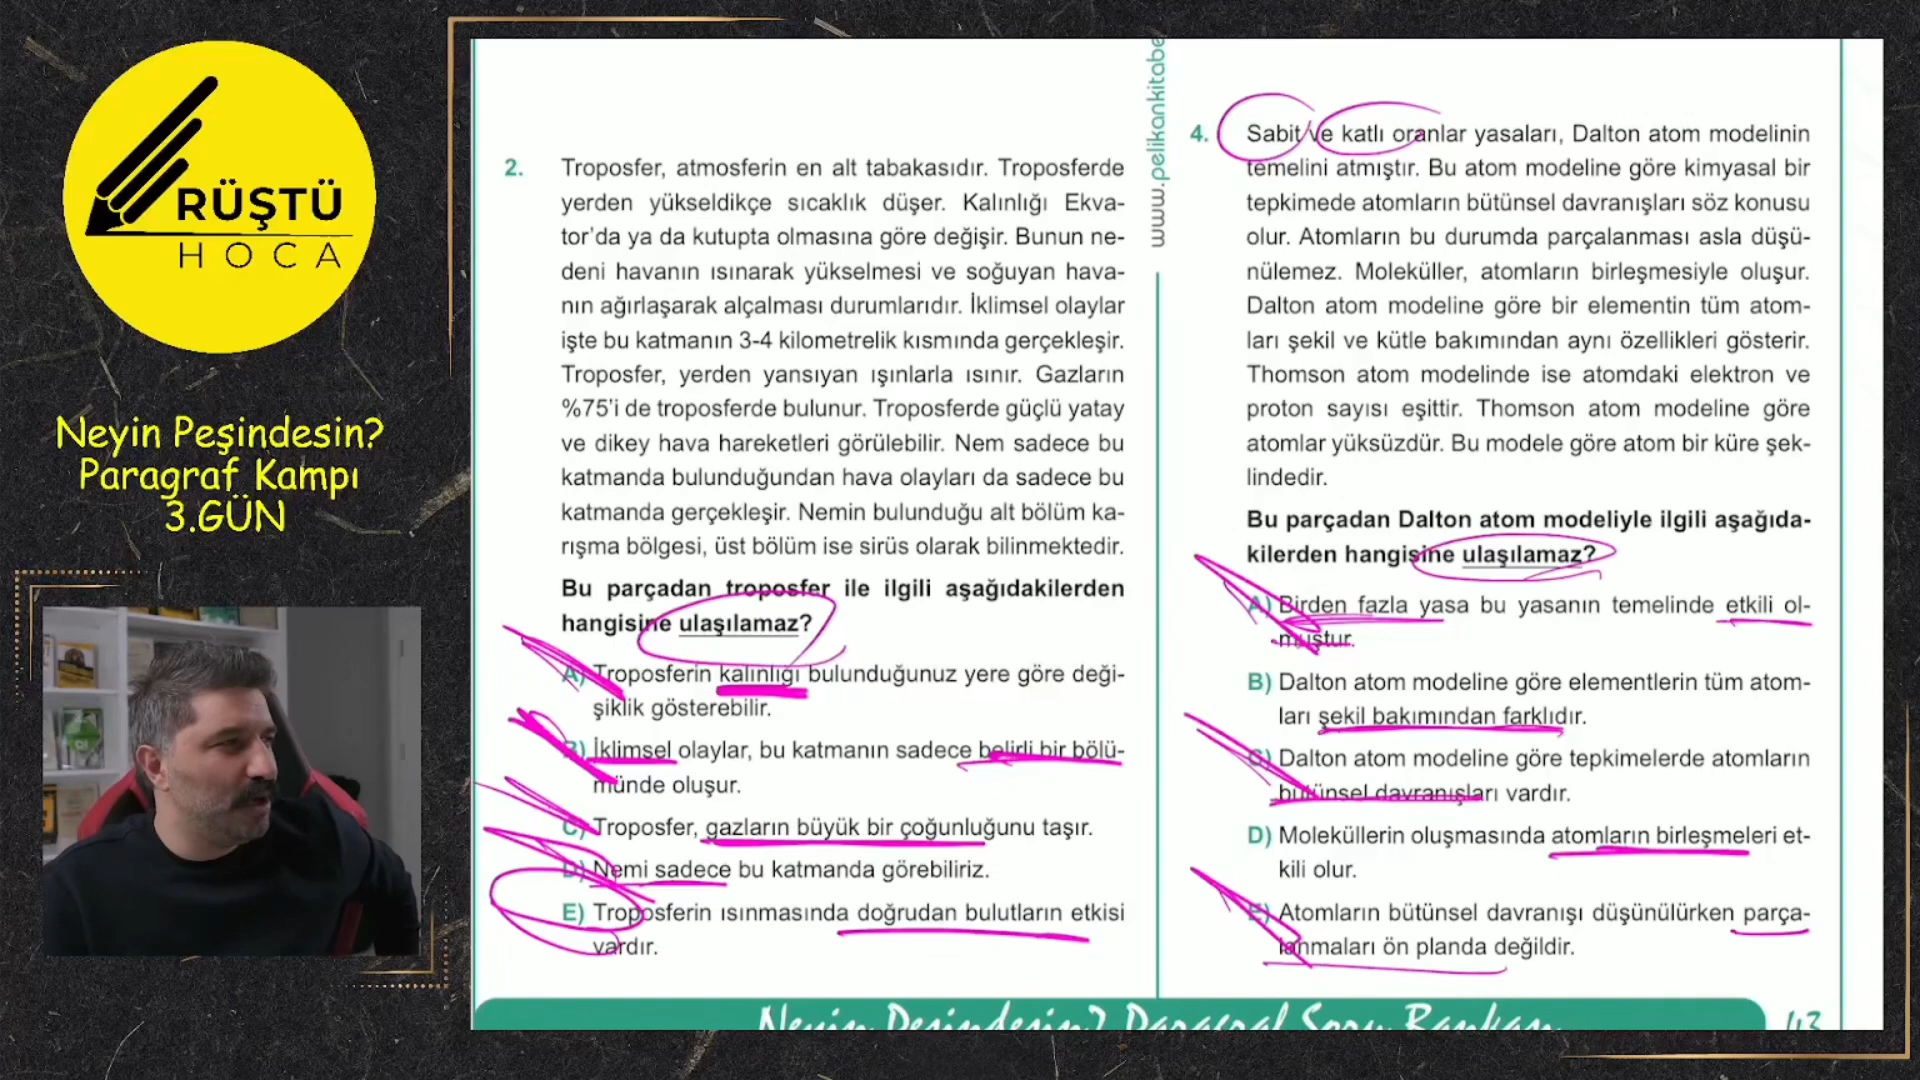 RÜŞTÜ
HOCA
Neyin Peşindesin?
Paragraf Kampı
3.GÜN
2. Troposfer, atmosferin en alt tabakasıdır. Troposferde
yerden yükseldikçe sıcaklık düşer. Kalınlığı Ekva-
tor'da ya da kutupta olmasına göre değişir. Bunun ne-
deni havanın ısınarak yükselmesi ve soğuyan hava-
nın ağırlaşarak alçalması durumlarıdır. İklimsel olaylar
işte bu katmanın 3-4 kilometrelik kısmında gerçekleşir.
Troposfer, yerden yansıyan ışınlarla ısınır. Gazların
%75'i de troposferde bulunur. Troposferde güçlü yatay
ve dikey hava hareketleri görülebilir. Nem sadece bu
katmanda bulunduğundan hava olayları da sadece bu
katmanda gerçekleşir. Nemin bulunduğu alt bölüm ka-
rışma bölgesi, üst bölüm ise sirüs olarak bilinmektedir.
Bu parçadan troposfer ile ilgili aşağıdakilerden
hangisine ulaşılamaz?
A) Troposferin kalınlığı bulunduğunuz yere göre deği-
şiklik gösterebilir.
B) İklimsel olaylar, bu katmanın sadece belirli bir bölü-
münde oluşur.
C) Troposfer, gazların büyük bir çoğunluğunu taşır.
D) Nemi sadece bu katmanda görebiliriz.
E) Troposferin ısınmasında doğrudan bulutların etkisi
vardır.
www.pelikankitabe
4. Sabit ve katlı oranlar yasaları, Dalton atom modelinin
temelini atmıştır. Bu atom modeline göre kimyasal bir
tepkimede atomların bütünsel davranışları söz konusu
olur. Atomların bu durumda parçalanması asla düşü-
nülemez. Moleküller, atomların birleşmesiyle oluşur.
Dalton atom modeline göre bir elementin tüm atom-
ları şekil ve kütle bakımından aynı özellikleri gösterir.
Thomson atom modelinde ise atomdaki elektron ve
proton sayısı eşittir. Thomson atom modeline göre
atomlar yüksüzdür. Bu modele göre atom bir küre şek-
lindedir.
Bu parçadan Dalton atom modeliyle ilgili aşağıda-
kilerden hangisine ulaşılamaz?
A) Birden fazla yasa bu yasanın temelinde etkili ol-
muştur.
B) Dalton atom modeline göre elementlerin tüm atom-
ları şekil bakımından farklıdır.
C) Dalton atom modeline göre tepkimelerde atomların
bütünsel davranışları vardır.
D) Moleküllerin oluşmasında atomların birleşmeleri et-
kili olur.
E) Atomların bütünsel davranışı düşünülürken parça-
lanmaları ön planda değildir.
Neyin Peşindesin? Paragraf Soru Bankası
43